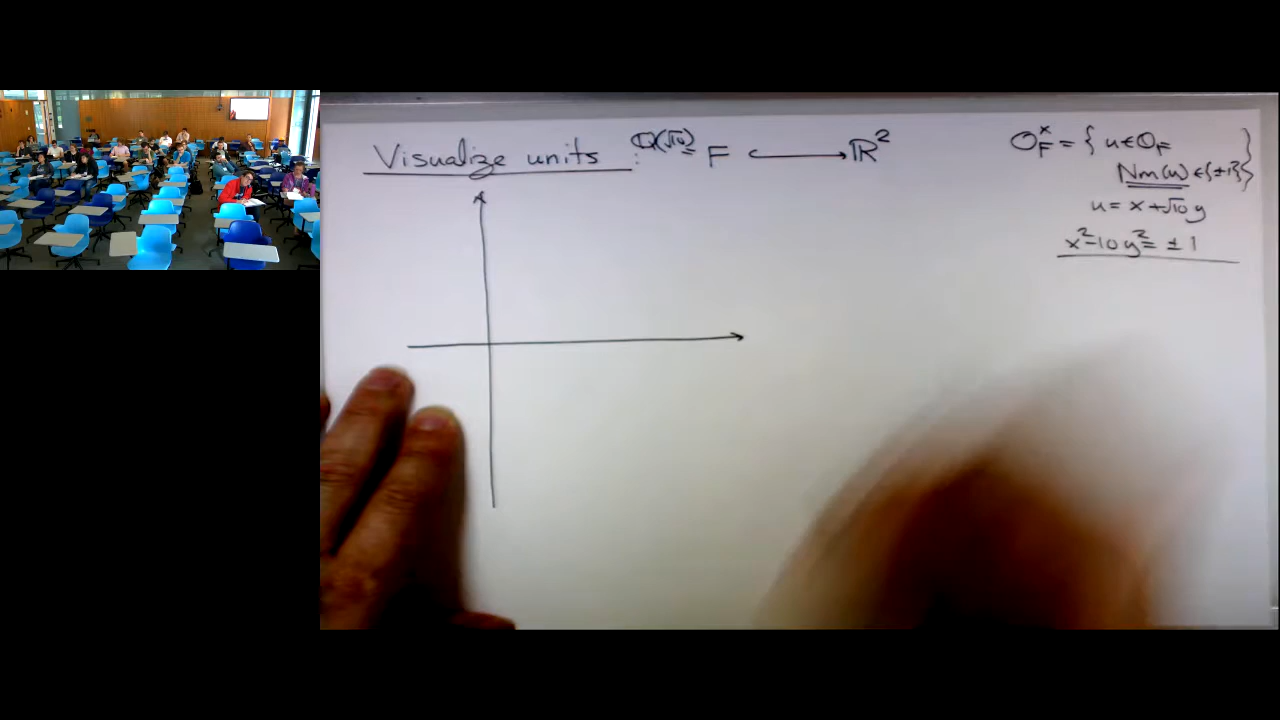 Visualize units : Q(√10) = F ↪ ℝ²
O_F^× = { u ∈ O_F
Nm(u) ∈ {±1} }
u = x + √10 y
x² - 10y² = ±1